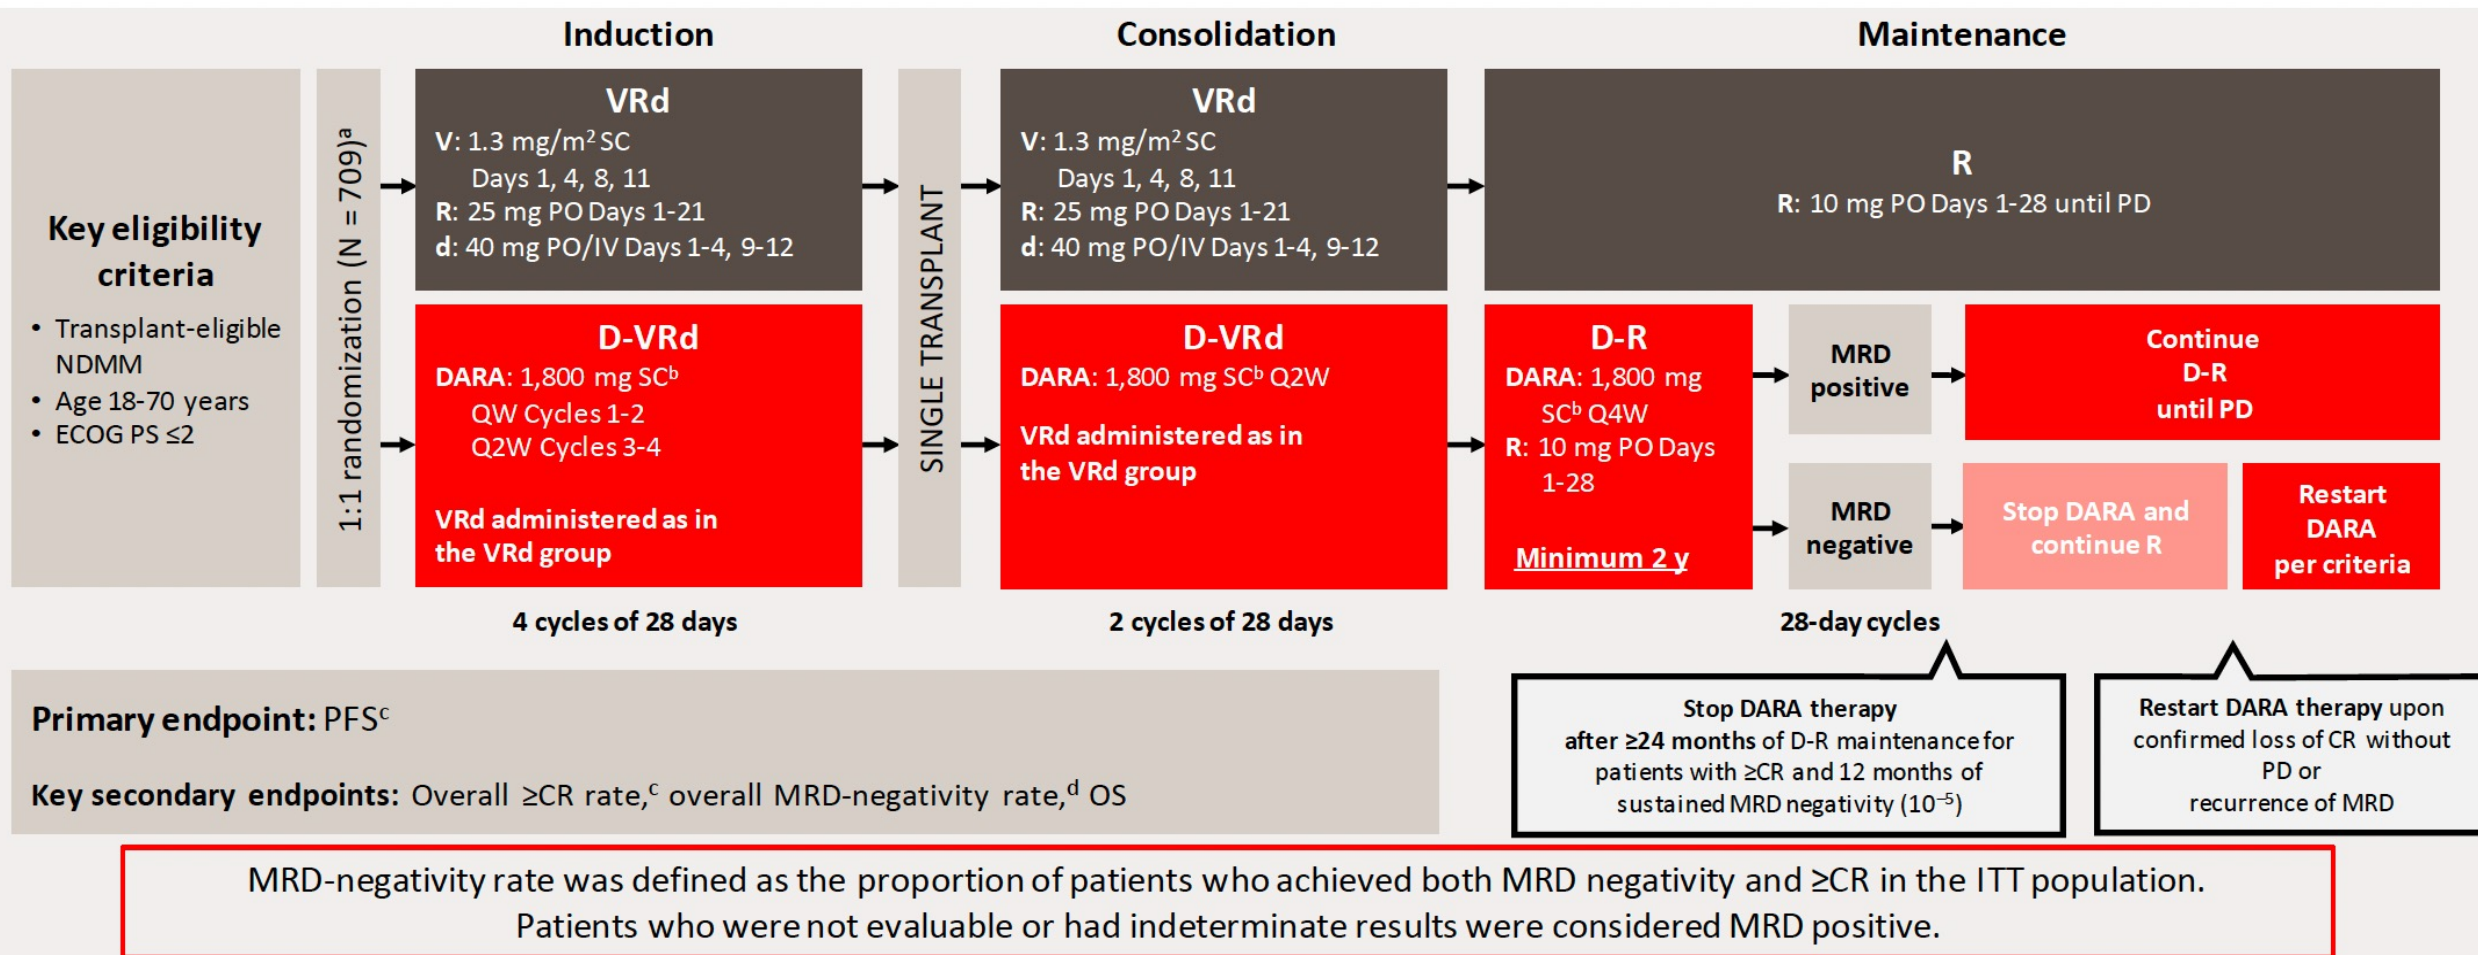 Induction
Consolidation
Maintenance
Key eligibility
criteria
• Transplant-eligible
NDMM
• Age 18-70 years
• ECOG PS ≤2
1:1 randomization (N = 709)ᵃ
VRd
V: 1.3 mg/m² SC
Days 1, 4, 8, 11
R: 25 mg PO Days 1-21
d: 40 mg PO/IV Days 1-4, 9-12
D-VRd
DARA: 1,800 mg SCᵇ
QW Cycles 1-2
Q2W Cycles 3-4
VRd administered as in
the VRd group
4 cycles of 28 days
SINGLE TRANSPLANT
VRd
V: 1.3 mg/m² SC
Days 1, 4, 8, 11
R: 25 mg PO Days 1-21
d: 40 mg PO/IV Days 1-4, 9-12
D-VRd
DARA: 1,800 mg SCᵇ Q2W
VRd administered as in
the VRd group
2 cycles of 28 days
R
R: 10 mg PO Days 1-28 until PD
D-R
DARA: 1,800 mg
SCᵇ Q4W
R: 10 mg PO Days
1-28
Minimum 2 y
MRD
positive
Continue
D-R
until PD
MRD
negative
Stop DARA and
continue R
Restart
DARA
per criteria
28-day cycles
Primary endpoint: PFSᶜ
Key secondary endpoints: Overall ≥CR rate,ᶜ overall MRD-negativity rate,ᵈ OS
Stop DARA therapy
after ≥24 months of D-R maintenance for
patients with ≥CR and 12 months of
sustained MRD negativity (10⁻⁵)
Restart DARA therapy upon
confirmed loss of CR without
PD or
recurrence of MRD
MRD-negativity rate was defined as the proportion of patients who achieved both MRD negativity and ≥CR in the ITT population.
Patients who were not evaluable or had indeterminate results were considered MRD positive.